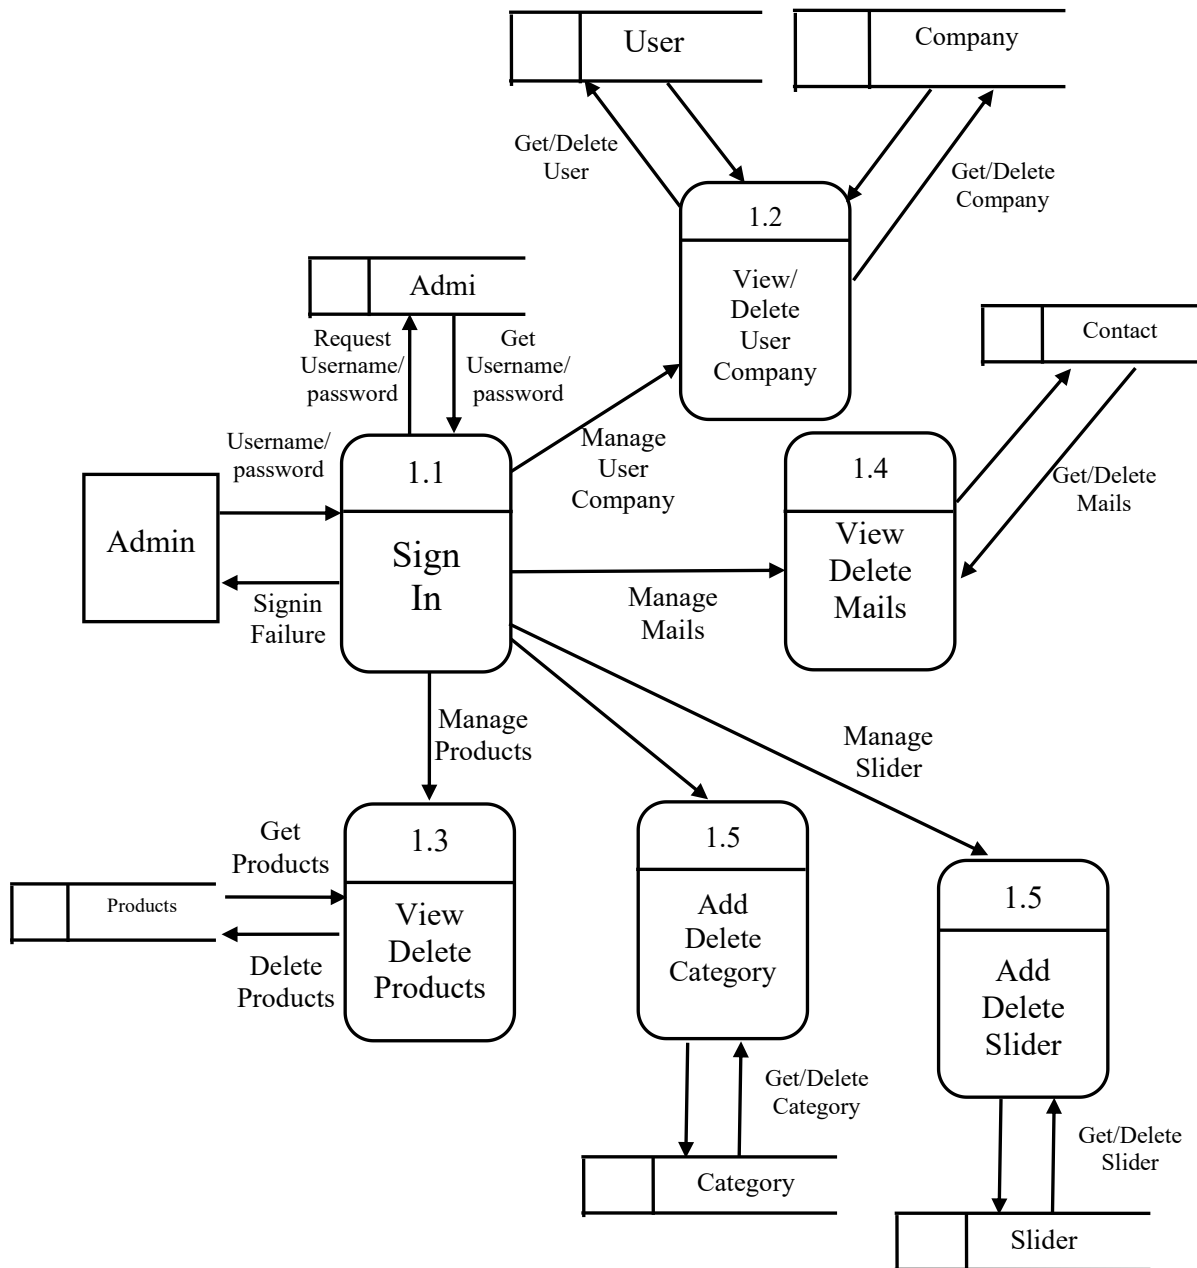 User
Company
Get/Delete
User
Get/Delete
Company
1.2
View/
Delete
User
Company
Admi
Request
Username/
password
Get
Username/
password
Contact
Username/
password
Manage
User
Company
1.1
Sign
In
1.4
View
Delete
Mails
Get/Delete
Mails
Admin
Signin
Failure
Manage
Mails
Manage
Products
Manage
Slider
Get
Products
1.3
View
Delete
Products
Products
Delete
Products
1.5
Add
Delete
Category
1.5
Add
Delete
Slider
Get/Delete
Category
Get/Delete
Slider
Category
Slider